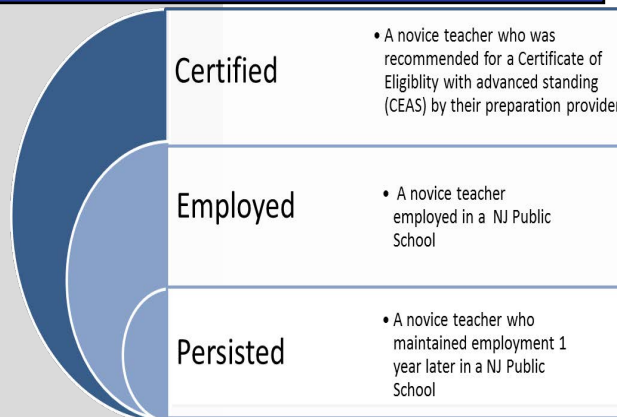 Certified
• A novice teacher who was
recommended for a Certificate of
Eligiblity with advanced standing
(CEAS) by their preparation provider
Employed
• A novice teacher
employed in a NJ Public
School
Persisted
• A novice teacher who
maintained employment 1
year later in a NJ Public
School